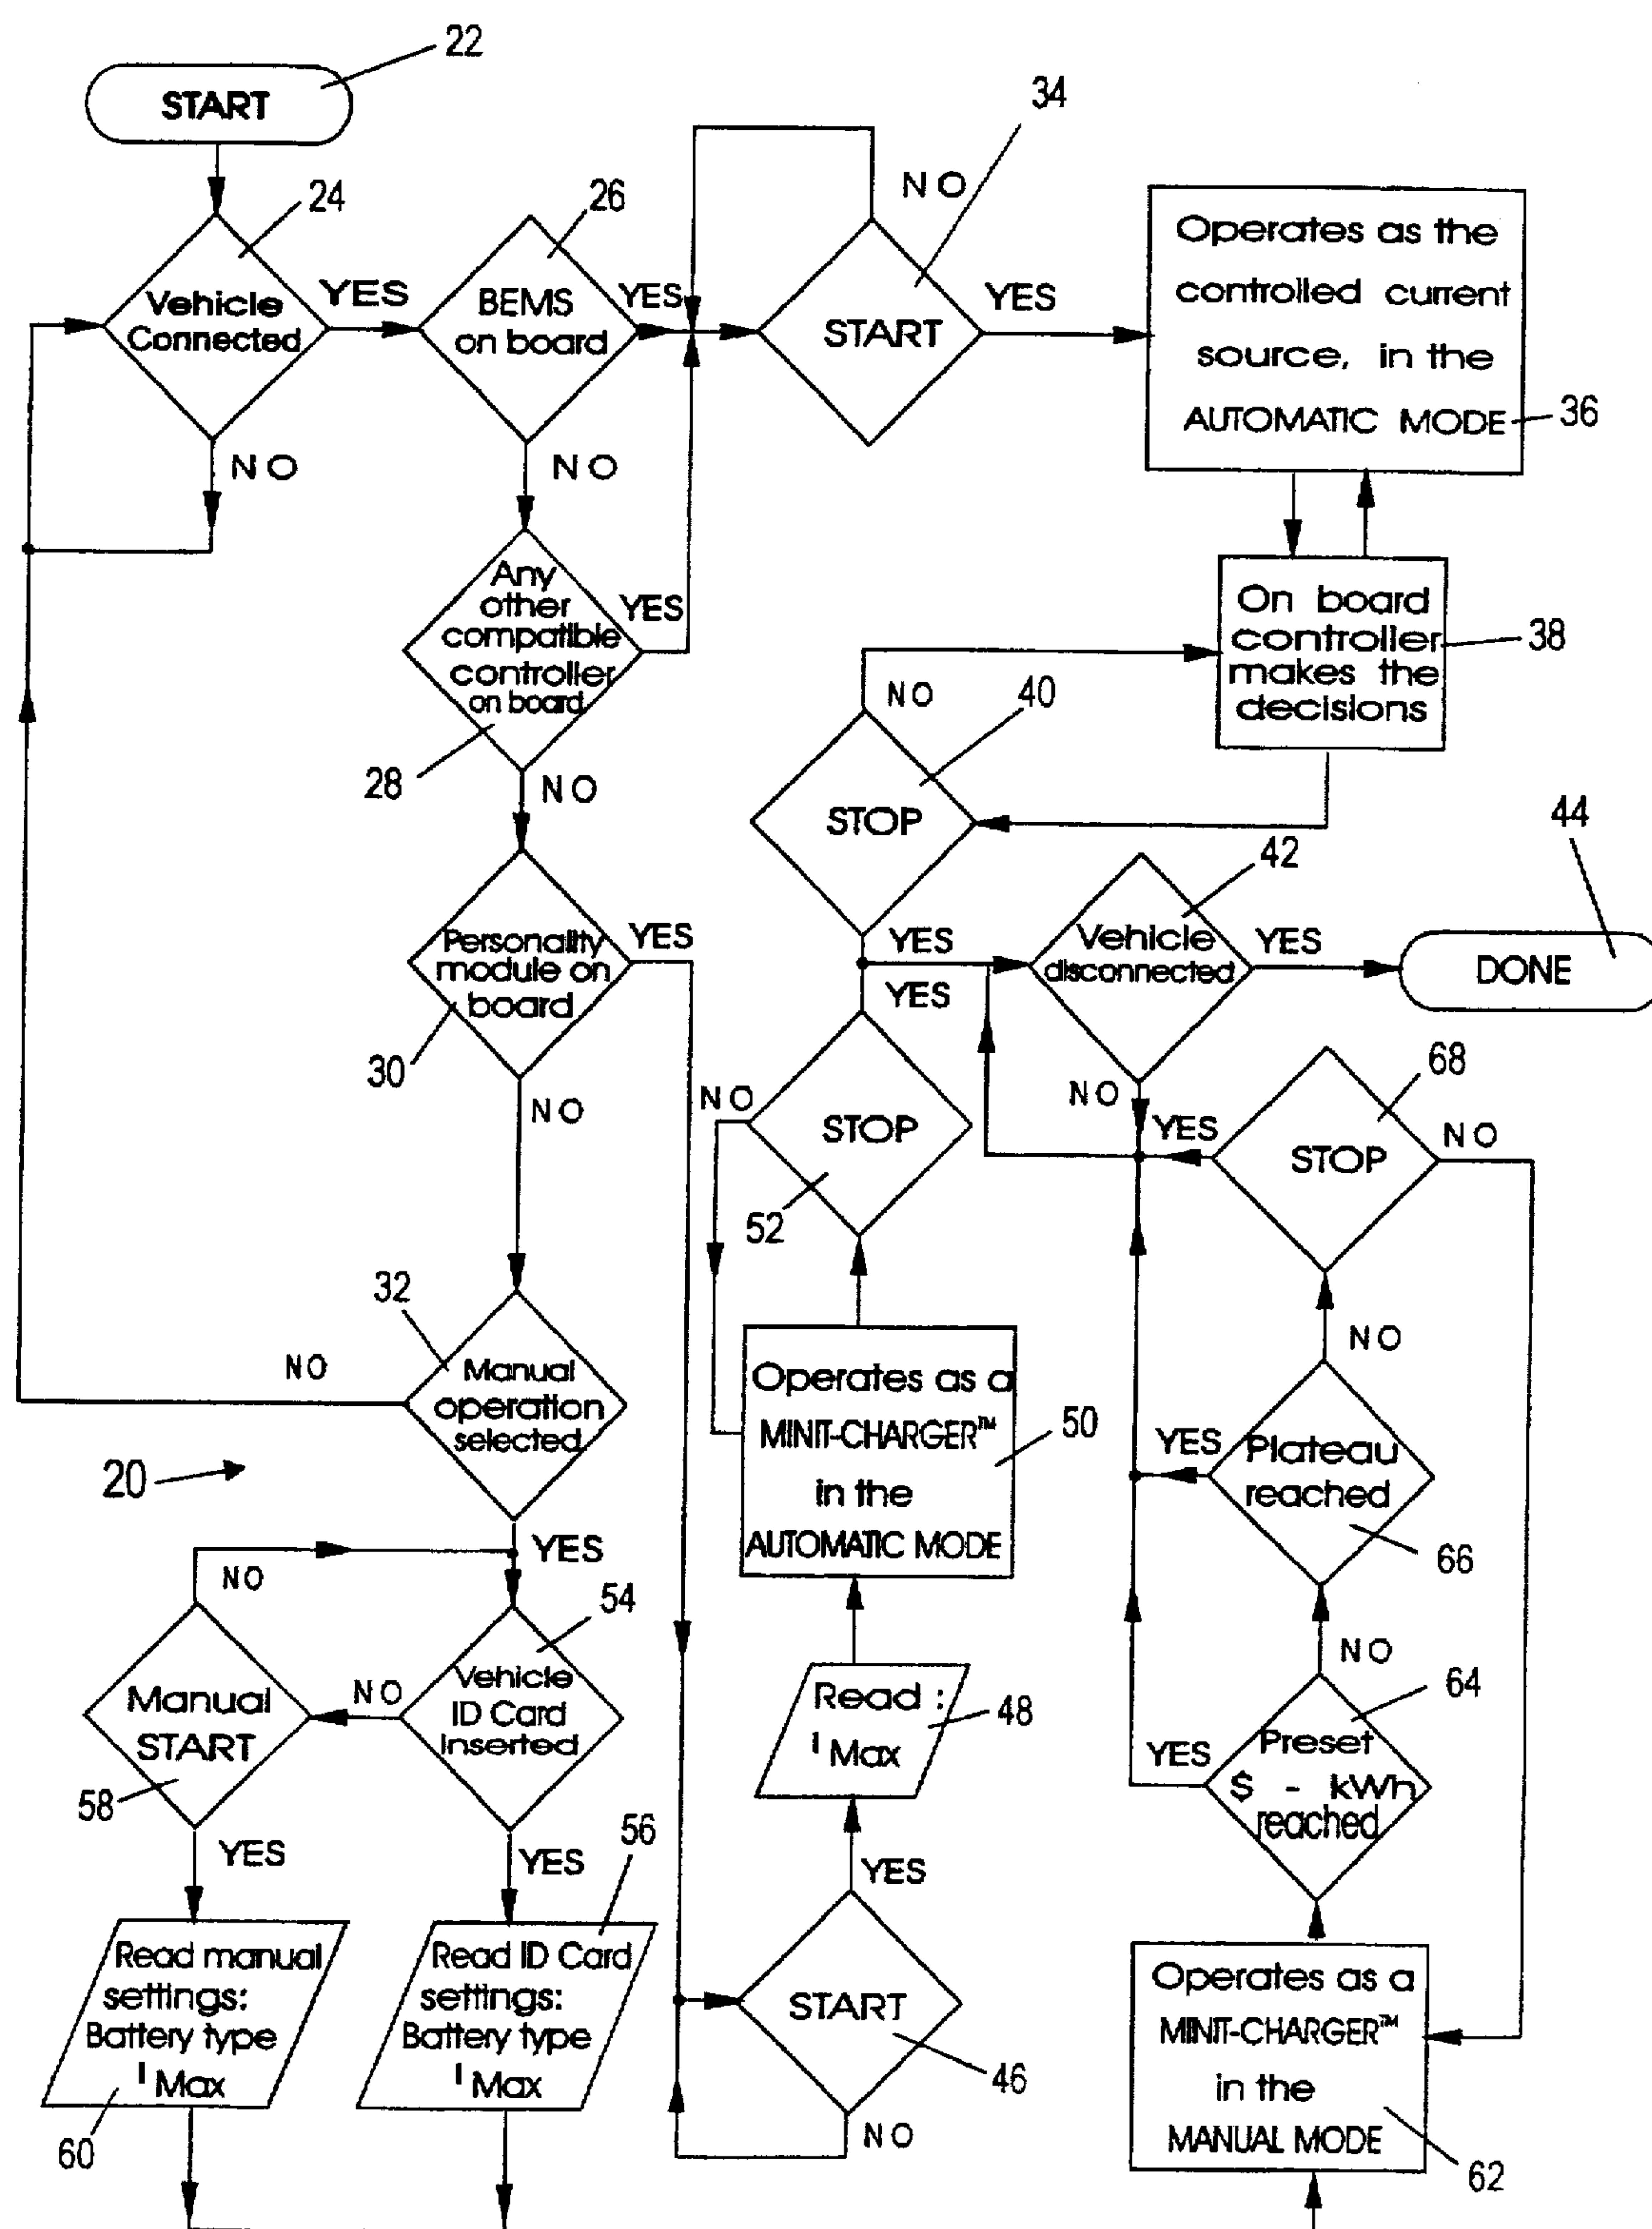 22
START
34
24
26
NO
Vehicle
Connected
YES
BEMS
on board
YES
START
YES
Operates as the
controlled current
source, in the
AUTOMATIC MODE
36
NO
NO
Any
other
compatible
controller
on board
YES
28
NO
On board
controller
makes the
decisions
38
NO
40
STOP
44
42
Personality
module on
board
YES
30
NO
YES
YES
Vehicle
disconnected
YES
DONE
NO
68
NO
STOP
52
YES
STOP
NO
32
NO
Manual
operation
selected
20
YES
Operates as a
MINIT-CHARGER™
in the
AUTOMATIC MODE
50
NO
YES
Plateau
reached
66
NO
54
Manual
START
58
NO
Vehicle
ID Card
Inserted
Read :
I Max
48
NO
64
YES
Preset
$ - kWh
reached
YES
YES
56
YES
Read manual
settings:
Battery type
I Max
60
Read ID Card
settings:
Battery type
I Max
START
46
NO
Operates as a
MINIT-CHARGER™
in the
MANUAL MODE
62